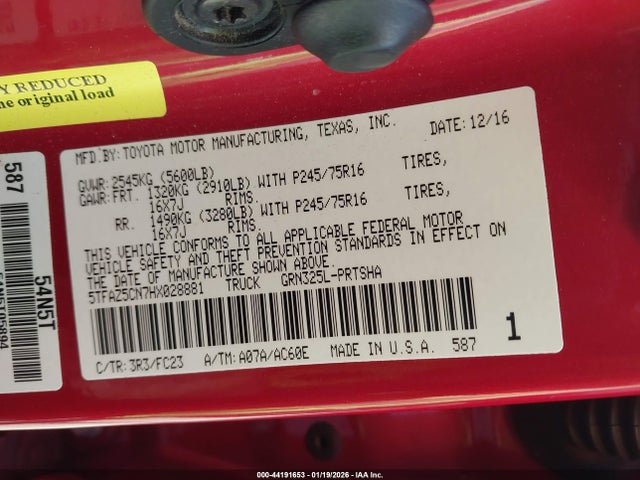 Y REDUCED
he original load
587
54N5T
MFD.BY:TOYOTA MOTOR MANUFACTURING, TEXAS, INC. DATE:12/16
GVWR:2545KG (5600LB)
GAWR:FRT. 1320KG (2910LB) WITH P245/75R16 TIRES,
16X7J RIMS.
RR. 1490KG (3280LB) WITH P245/75R16 TIRES,
16X7J RIMS.
THIS VEHICLE CONFORMS TO ALL APPLICABLE FEDERAL MOTOR
VEHICLE SAFETY AND THEFT PREVENTION STANDARDS IN EFFECT ON
THE DATE OF MANUFACTURE SHOWN ABOVE.
5TFAZ5CN7HX028881 TRUCK GRN325L-PRTSHA
1
C/TR:3R3/FC23 A/TM:A07A/AC60E MADE IN U.S.A. 587
000-44191653 - 01/19/2026 - IAA Inc.